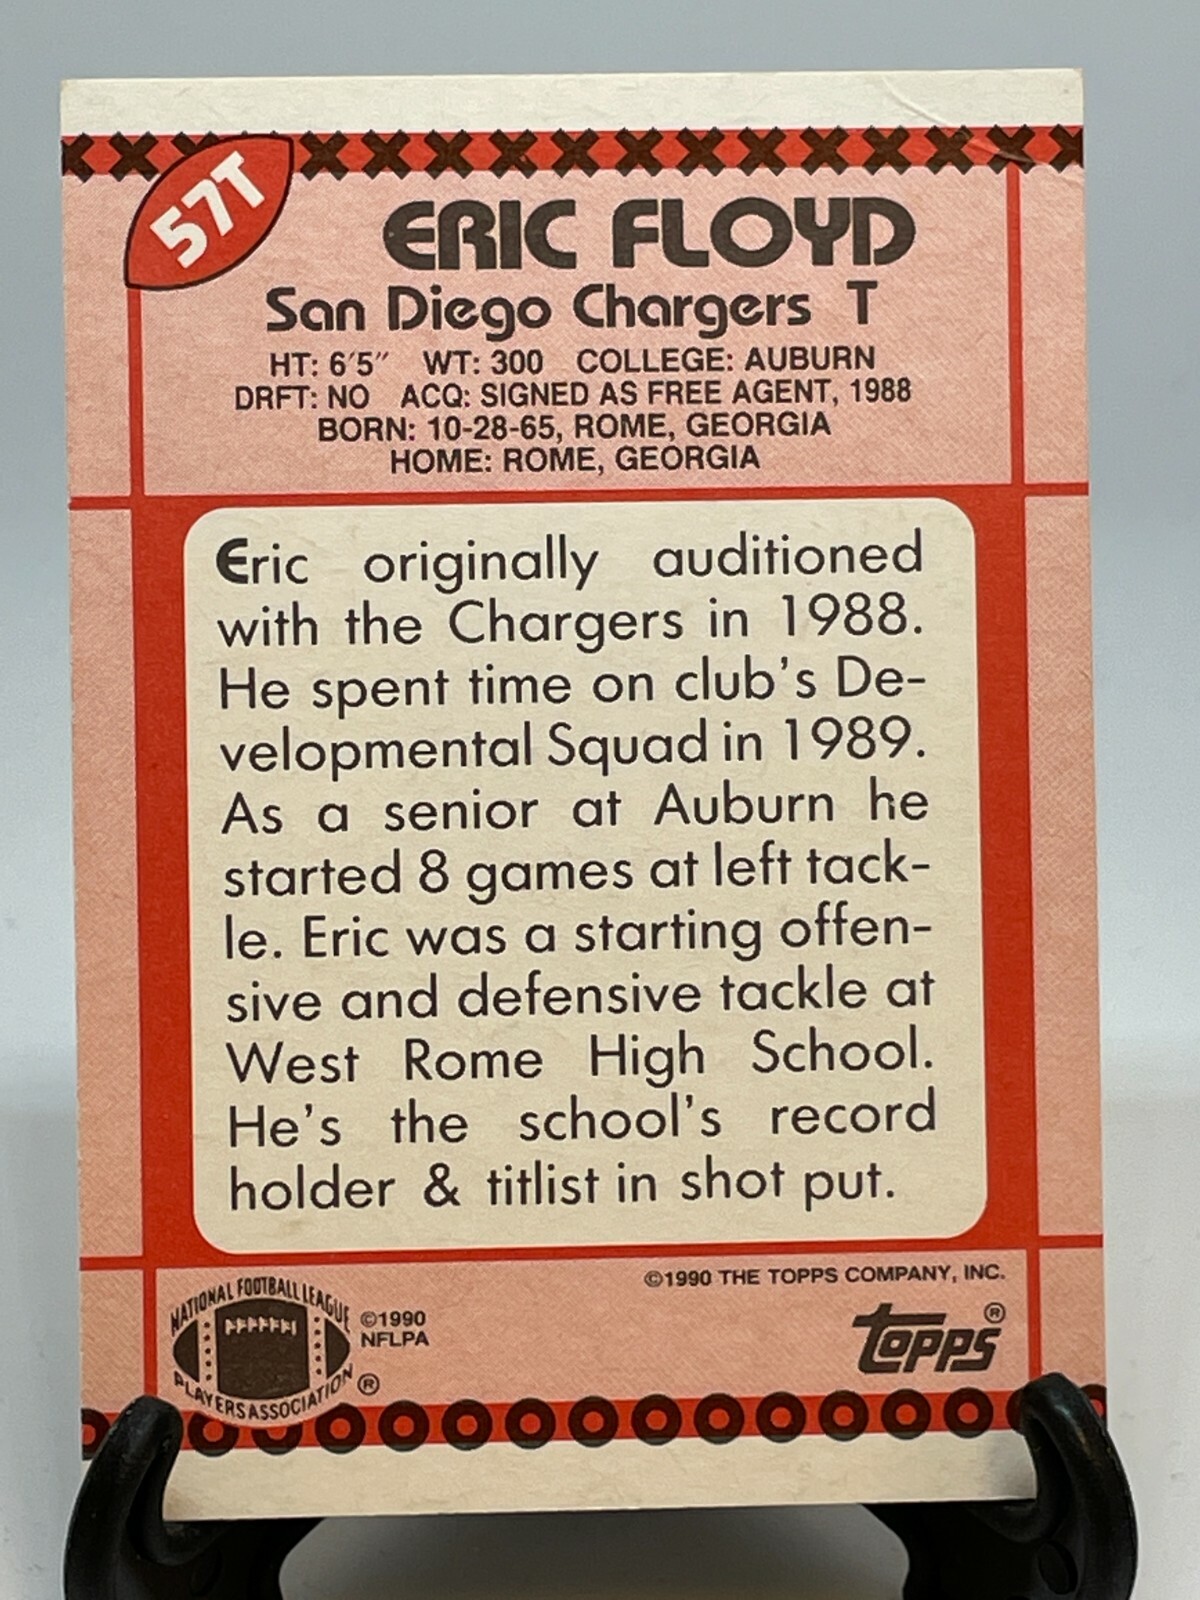 57T
ERIC FLOYD
San Diego Chargers T
HT: 6'5" WT: 300 COLLEGE: AUBURN
DRFT: NO ACQ: SIGNED AS FREE AGENT, 1988
BORN: 10-28-65, ROME, GEORGIA
HOME: ROME, GEORGIA
Eric originally auditioned
with the Chargers in 1988.
He spent time on club's De-
velopmental Squad in 1989.
As a senior at Auburn he
started 8 games at left tack-
le. Eric was a starting offen-
sive and defensive tackle at
West Rome High School.
He's the school's record
holder & titlist in shot put.
©1990 THE TOPPS COMPANY, INC.
NATIONAL FOOTBALL LEAGUE
PLAYERS ASSOCIATION ®
©1990
NFLPA
TOPPS®